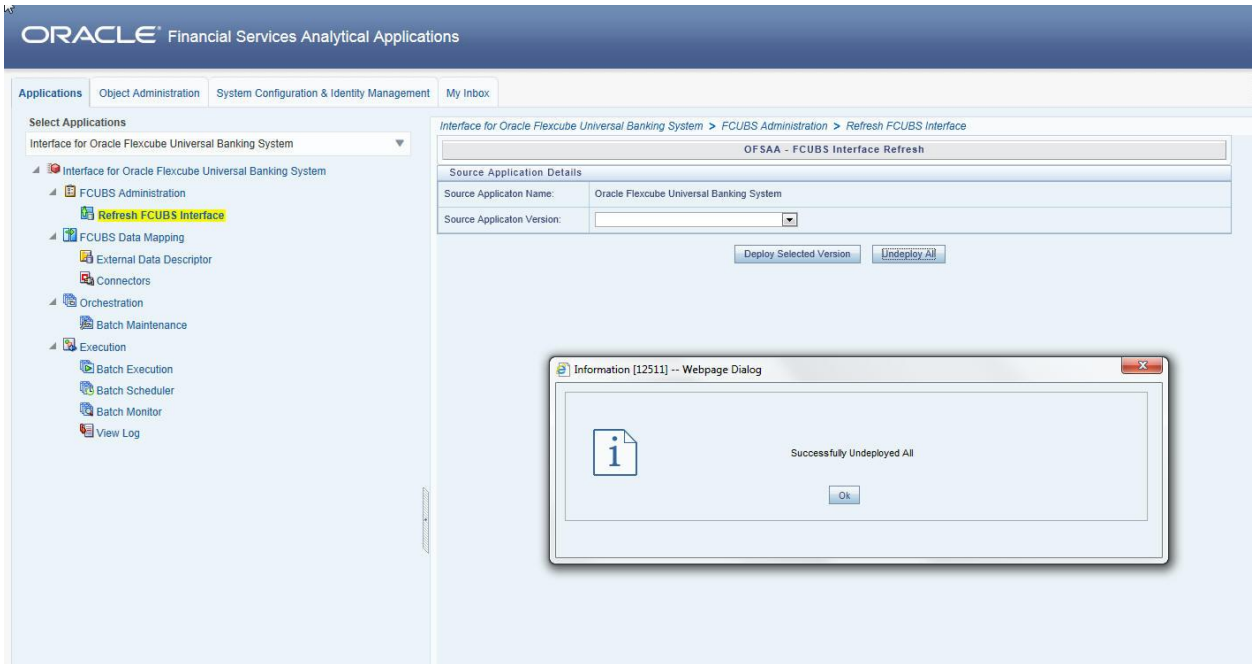 ORACLE® Financial Services Analytical Applications
Applications Object Administration System Configuration & Identity Management My Inbox
Select Applications
Interface for Oracle Flexcube Universal Banking System
Interface for Oracle Flexcube Universal Banking System
FCUBS Administration
Refresh FCUBS Interface
FCUBS Data Mapping
External Data Descriptor
Connectors
Orchestration
Batch Maintenance
Execution
Batch Execution
Batch Scheduler
Batch Monitor
View Log
Interface for Oracle Flexcube Universal Banking System > FCUBS Administration > Refresh FCUBS Interface
OFSAA - FCUBS Interface Refresh
Source Application Details
Source Applicaton Name: Oracle Flexcube Universal Banking System
Source Applicaton Version:
Deploy Selected Version Undeploy All
Information [12511] -- Webpage Dialog
Successfully Undeployed All
Ok